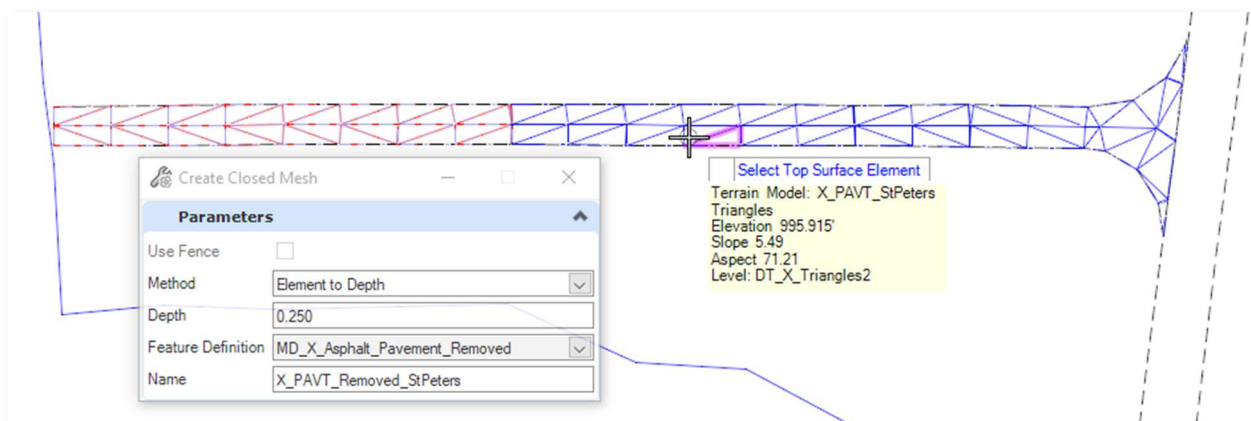 Create Closed Mesh
Parameters
Use Fence
Method Element to Depth
Depth 0.250
Feature Definition MD_X_Asphalt_Pavement_Removed
Name X_PAVT_Removed_StPeters
Select Top Surface Element
Terrain Model: X_PAVT_StPeters
Triangles
Elevation 995.915'
Slope 5.49
Aspect 71.21
Level: DT_X_Triangles2